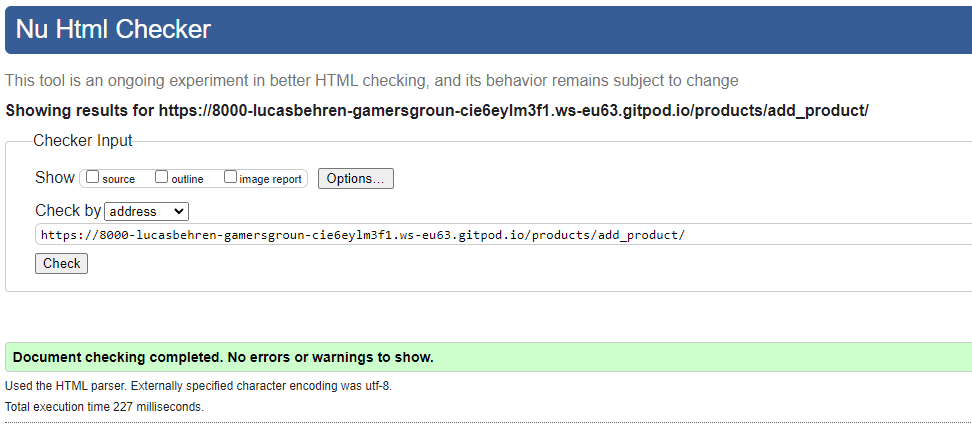 Nu Html Checker
This tool is an ongoing experiment in better HTML checking, and its behavior remains subject to change
Showing results for https://8000-lucasbehren-gamersgroun-cie6eylm3f1.ws-eu63.gitpod.io/products/add_product/
Checker Input
Show source outline image report Options...
Check by address
https://8000-lucasbehren-gamersgroun-cie6eylm3f1.ws-eu63.gitpod.io/products/add_product/
Check
Document checking completed. No errors or warnings to show.
Used the HTML parser. Externally specified character encoding was utf-8.
Total execution time 227 milliseconds.